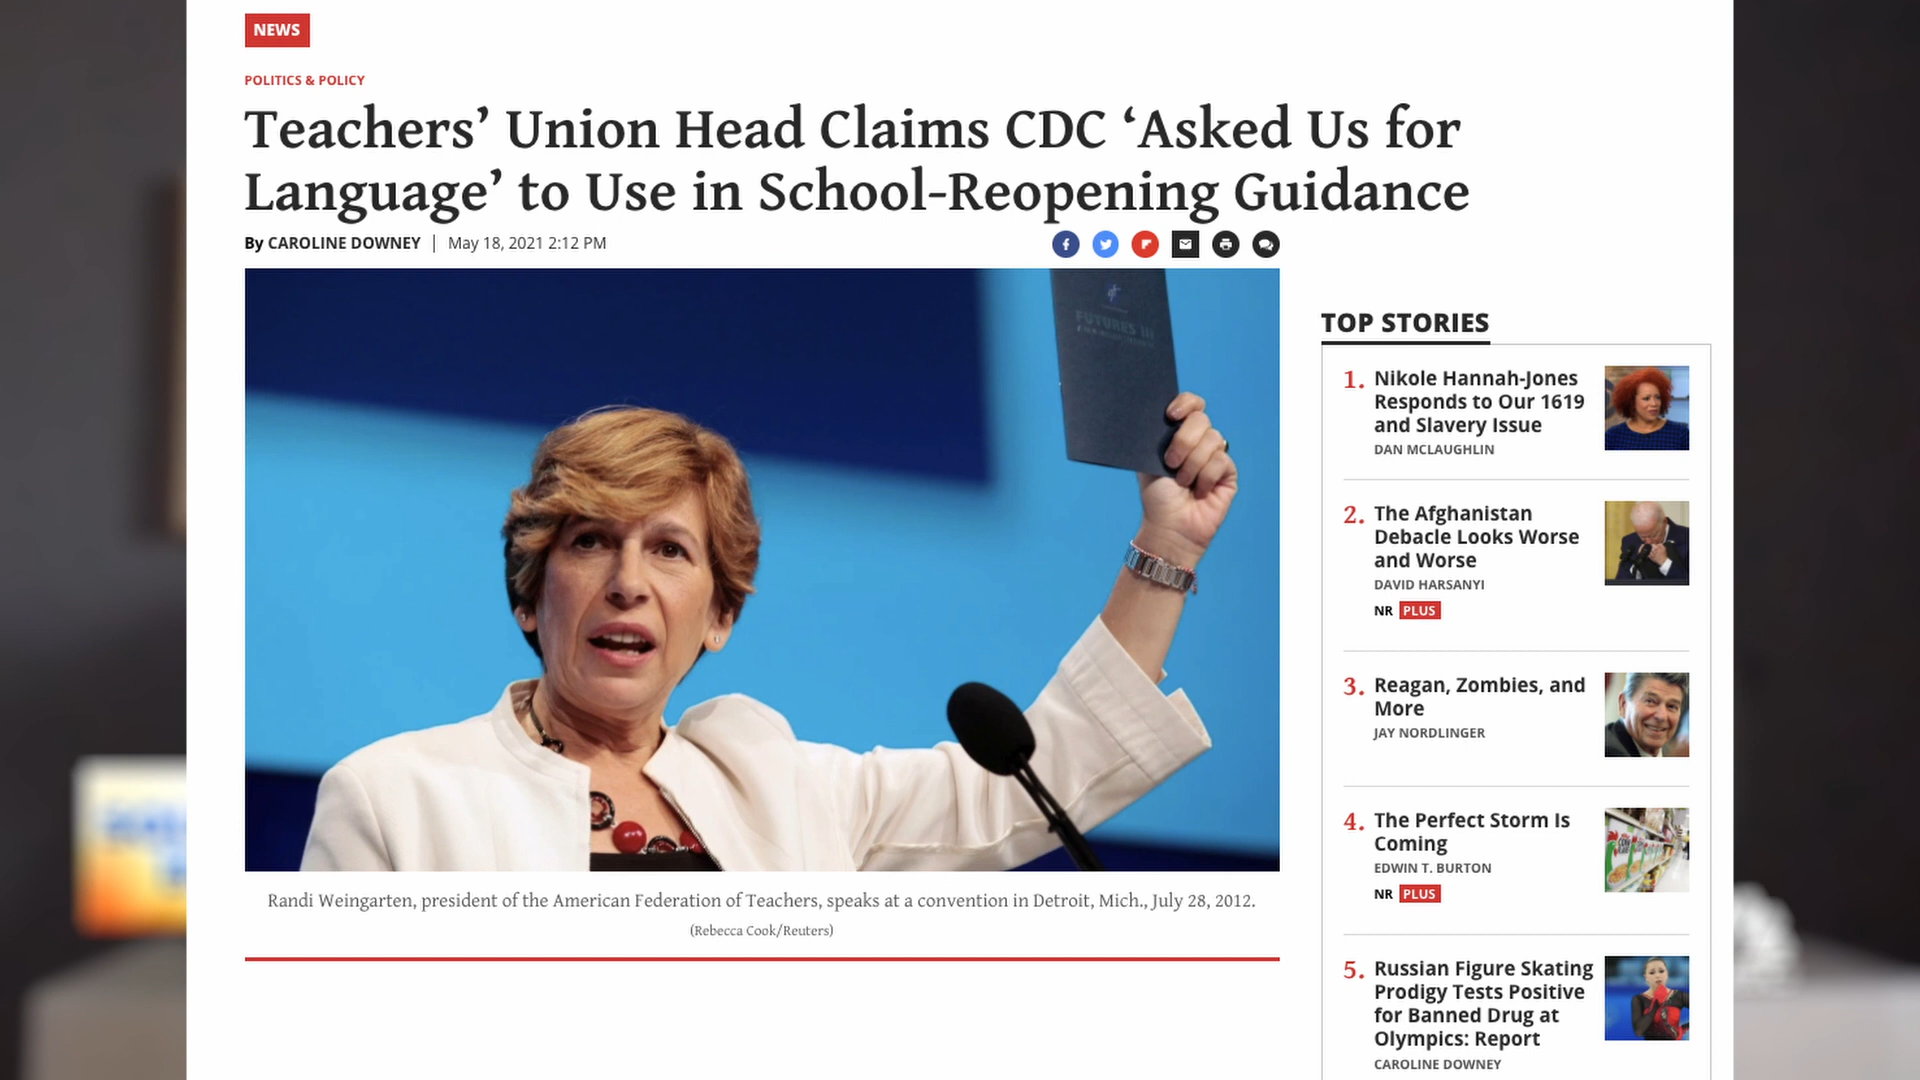 NEWS
POLITICS & POLICY
Teachers’ Union Head Claims CDC ‘Asked Us for
Language’ to Use in School-Reopening Guidance
By CAROLINE DOWNEY | May 18, 2021 2:12 PM
FUTURES IN
Randi Weingarten, president of the American Federation of Teachers, speaks at a convention in Detroit, Mich., July 28, 2012.
(Rebecca Cook/Reuters)
TOP STORIES
1. Nikole Hannah-Jones
Responds to Our 1619
and Slavery Issue
DAN MCLAUGHLIN
2. The Afghanistan
Debacle Looks Worse
and Worse
DAVID HARSANYI
NR PLUS
3. Reagan, Zombies, and
More
JAY NORDLINGER
4. The Perfect Storm Is
Coming
EDWIN T. BURTON
NR PLUS
5. Russian Figure Skating
Prodigy Tests Positive
for Banned Drug at
Olympics: Report
CAROLINE DOWNEY